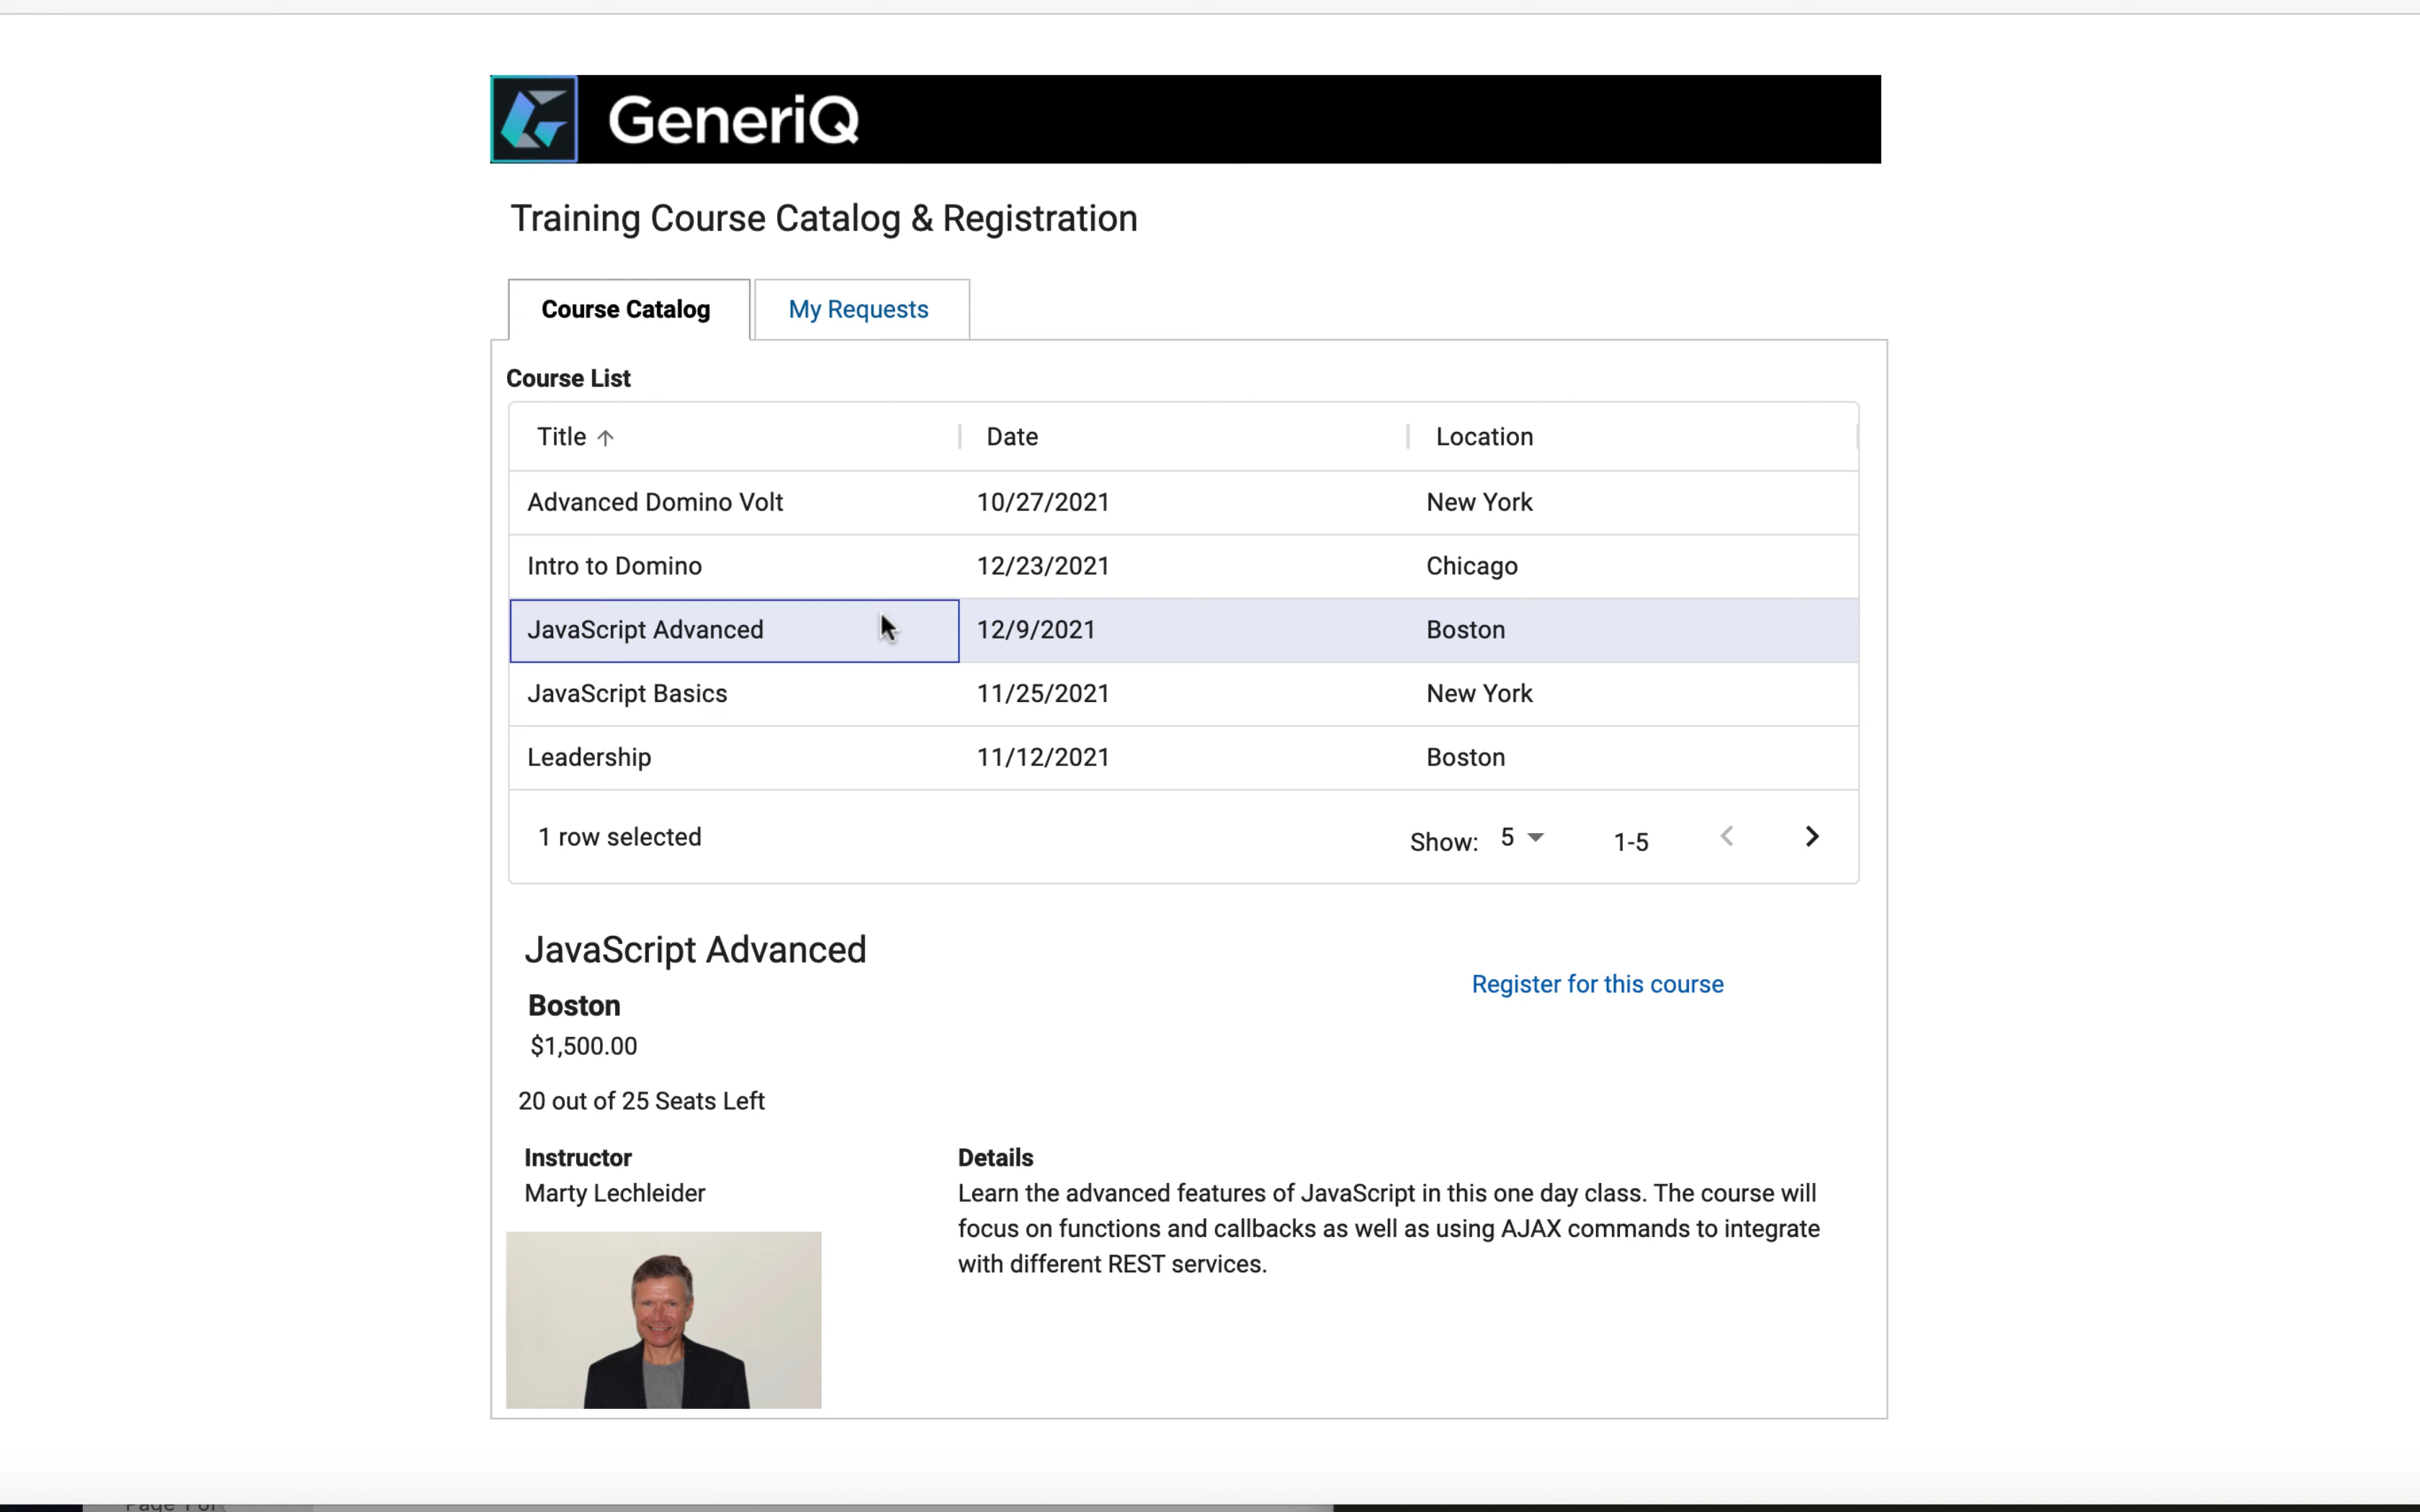 GeneriQ
Training Course Catalog & Registration
Course Catalog
My Requests
Course List
Title Date Location
Advanced Domino Volt 10/27/2021 New York
Intro to Domino 12/23/2021 Chicago
JavaScript Advanced 12/9/2021 Boston
JavaScript Basics 11/25/2021 New York
Leadership 11/12/2021 Boston
1 row selected Show: 5 1-5
JavaScript Advanced
Register for this course
Boston
$1,500.00
20 out of 25 Seats Left
Instructor
Marty Lechleider
Details
Learn the advanced features of JavaScript in this one day class. The course will
focus on functions and callbacks as well as using AJAX commands to integrate
with different REST services.